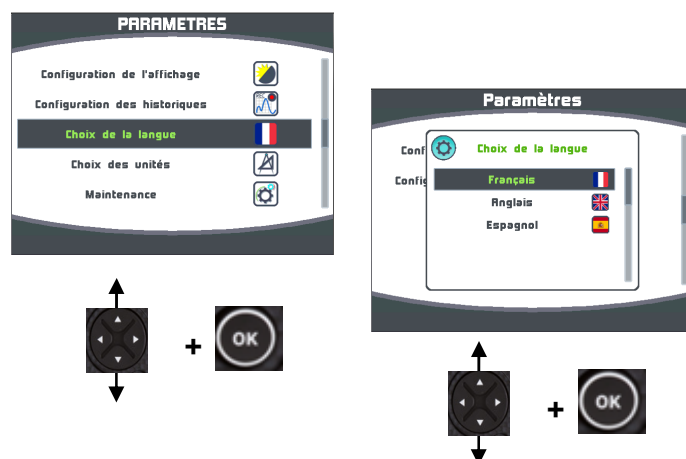 PARAMETRES
Configuration de l'affichage
Configuration des historiques
REC
Choix de la langue
Choix des unités
Maintenance
+
OK
Paramètres
Conf
Choix de la langue
Config
Français
Anglais
Espagnol
+
OK